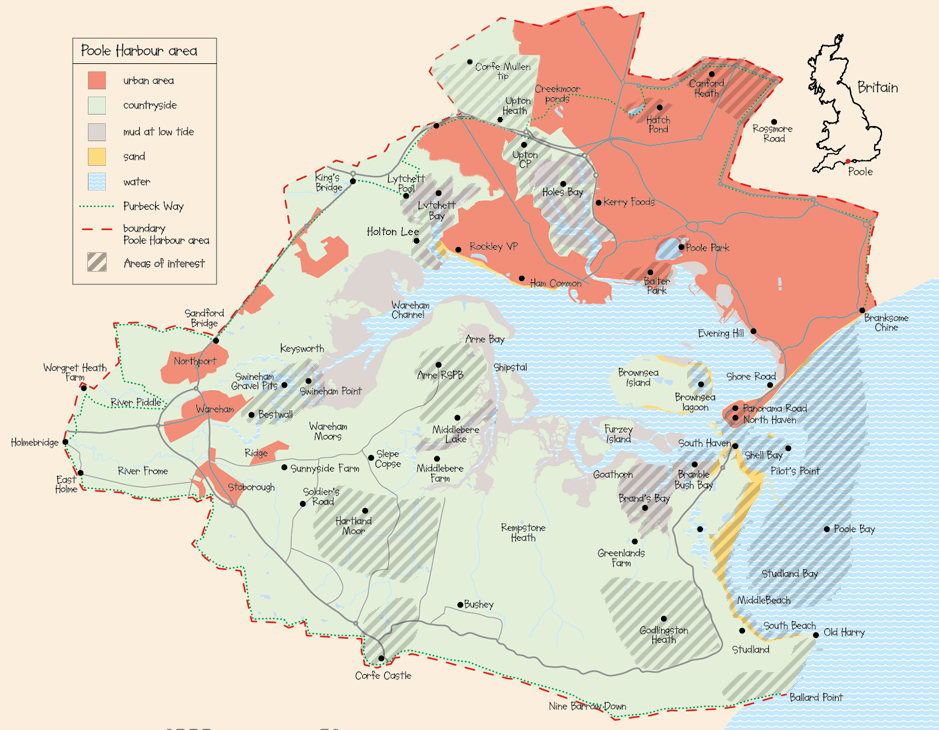 Poole Harbour area
urban area
countryside
mud at low tide
sand
water
Purbeck Way
boundary
Poole Harbour area
Areas of interest
Britain
Poole
Corfe Mullen
tip
Upton
Heath
Creekmoor
ponds
Canford
Heath
Hatch
Pond
Rossmore
Road
Upton
CP
Holes Bay
Kerry Foods
King's
Bridge
Lytchett
Pool
Lytchett
Bay
Holton Lee
Rockley VP
Ham Common
Poole Park
Baiter
Park
Evening Hill
Branksome
Chine
Wareham
Channel
Sandford
Bridge
Northport
Keysworth
Arne Bay
Shipstal
Worgret Heath
Farm
River Piddle
Swineham
Gravel Pits
Swineham Point
Arne RSPB
Brownsea
Island
Brownsea
lagoon
Shore Road
Wareham
Bestwall
Wareham
Moors
Middlebere
Lake
Furzey
Island
Panorama Road
North Haven
Holmebridge
South Haven
Shell Bay
Pilot's Point
East
Holme
River Frome
Ridge
Stoborough
Sunnyside Farm
Slepe
Copse
Middlebere
Farm
Goathorn
Bramble
Bush Bay
Soldier's
Road
Hartland
Moor
Brand's Bay
Rempstone
Heath
Poole Bay
Greenlands
Farm
Studland Bay
MiddleBeach
Bushey
Godlingston
Heath
South Beach
Old Harry
Studland
Corfe Castle
Nine Barrow Down
Ballard Point